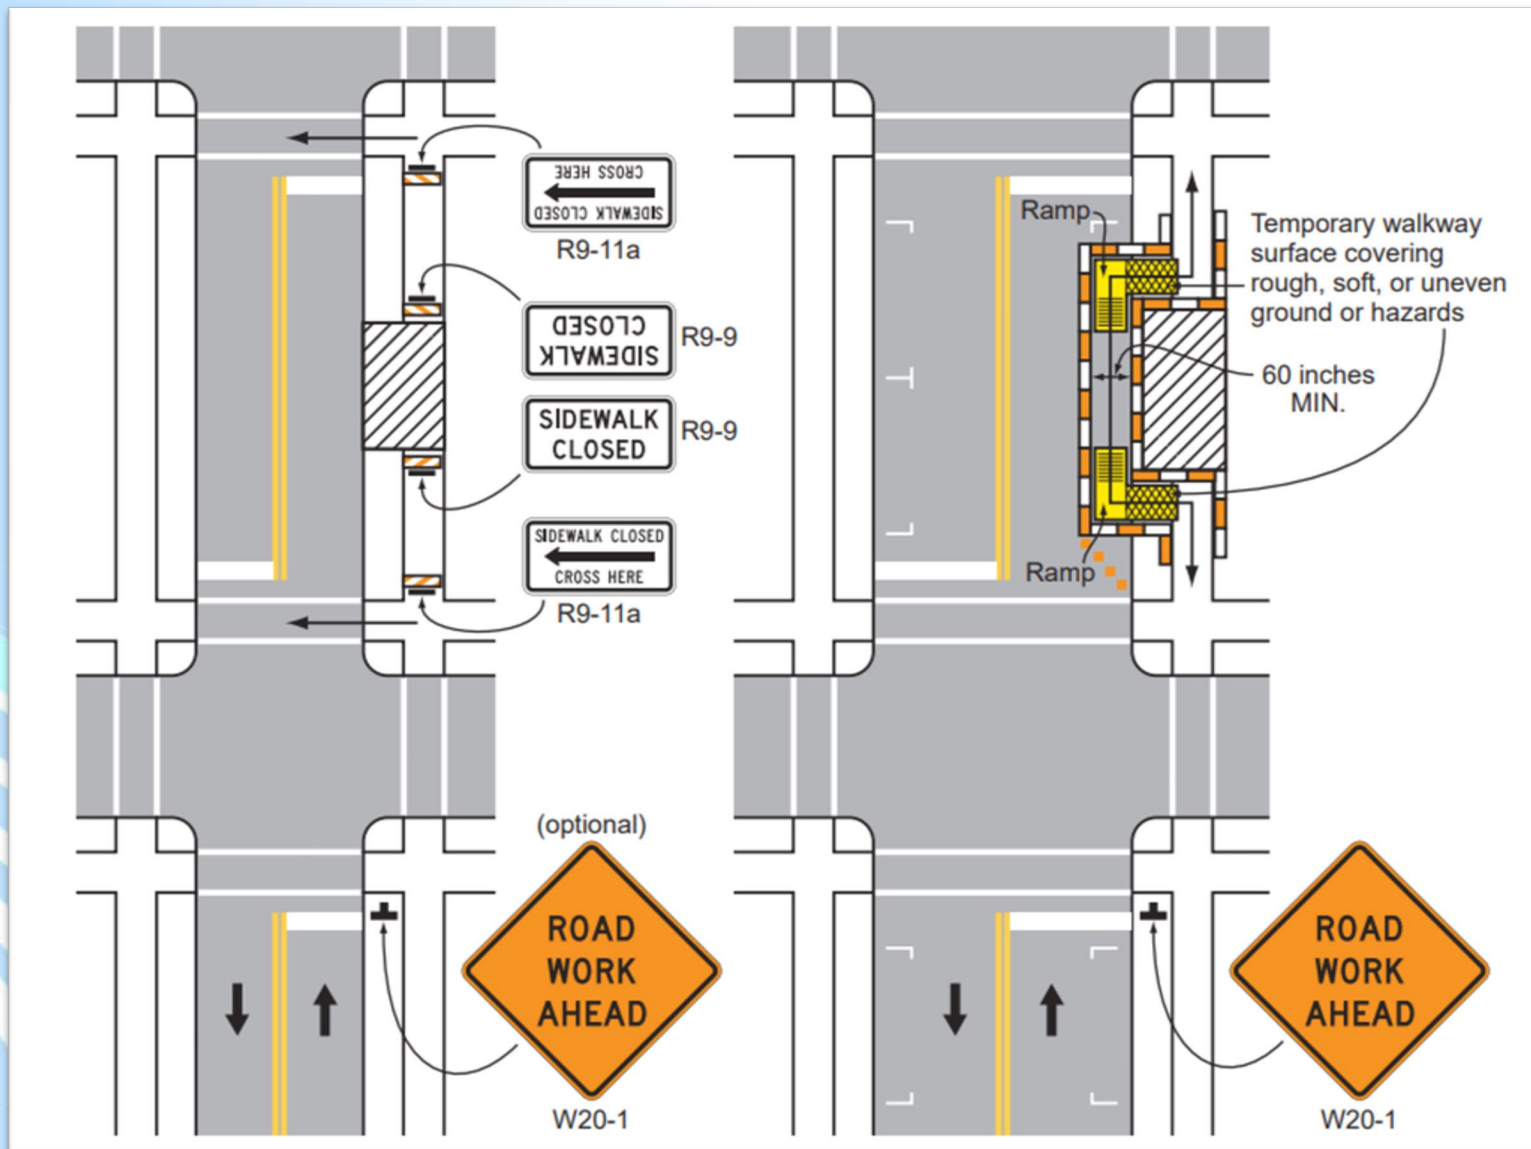 CROSS HERE
SIDEWALK CLOSED
R9-11a
SIDEWALK
CLOSED
R9-9
SIDEWALK
CLOSED
R9-9
SIDEWALK CLOSED
CROSS HERE
R9-11a
(optional)
ROAD
WORK
AHEAD
W20-1
Ramp
Temporary walkway
surface covering
rough, soft, or uneven
ground or hazards
60 inches
MIN.
Ramp
ROAD
WORK
AHEAD
W20-1